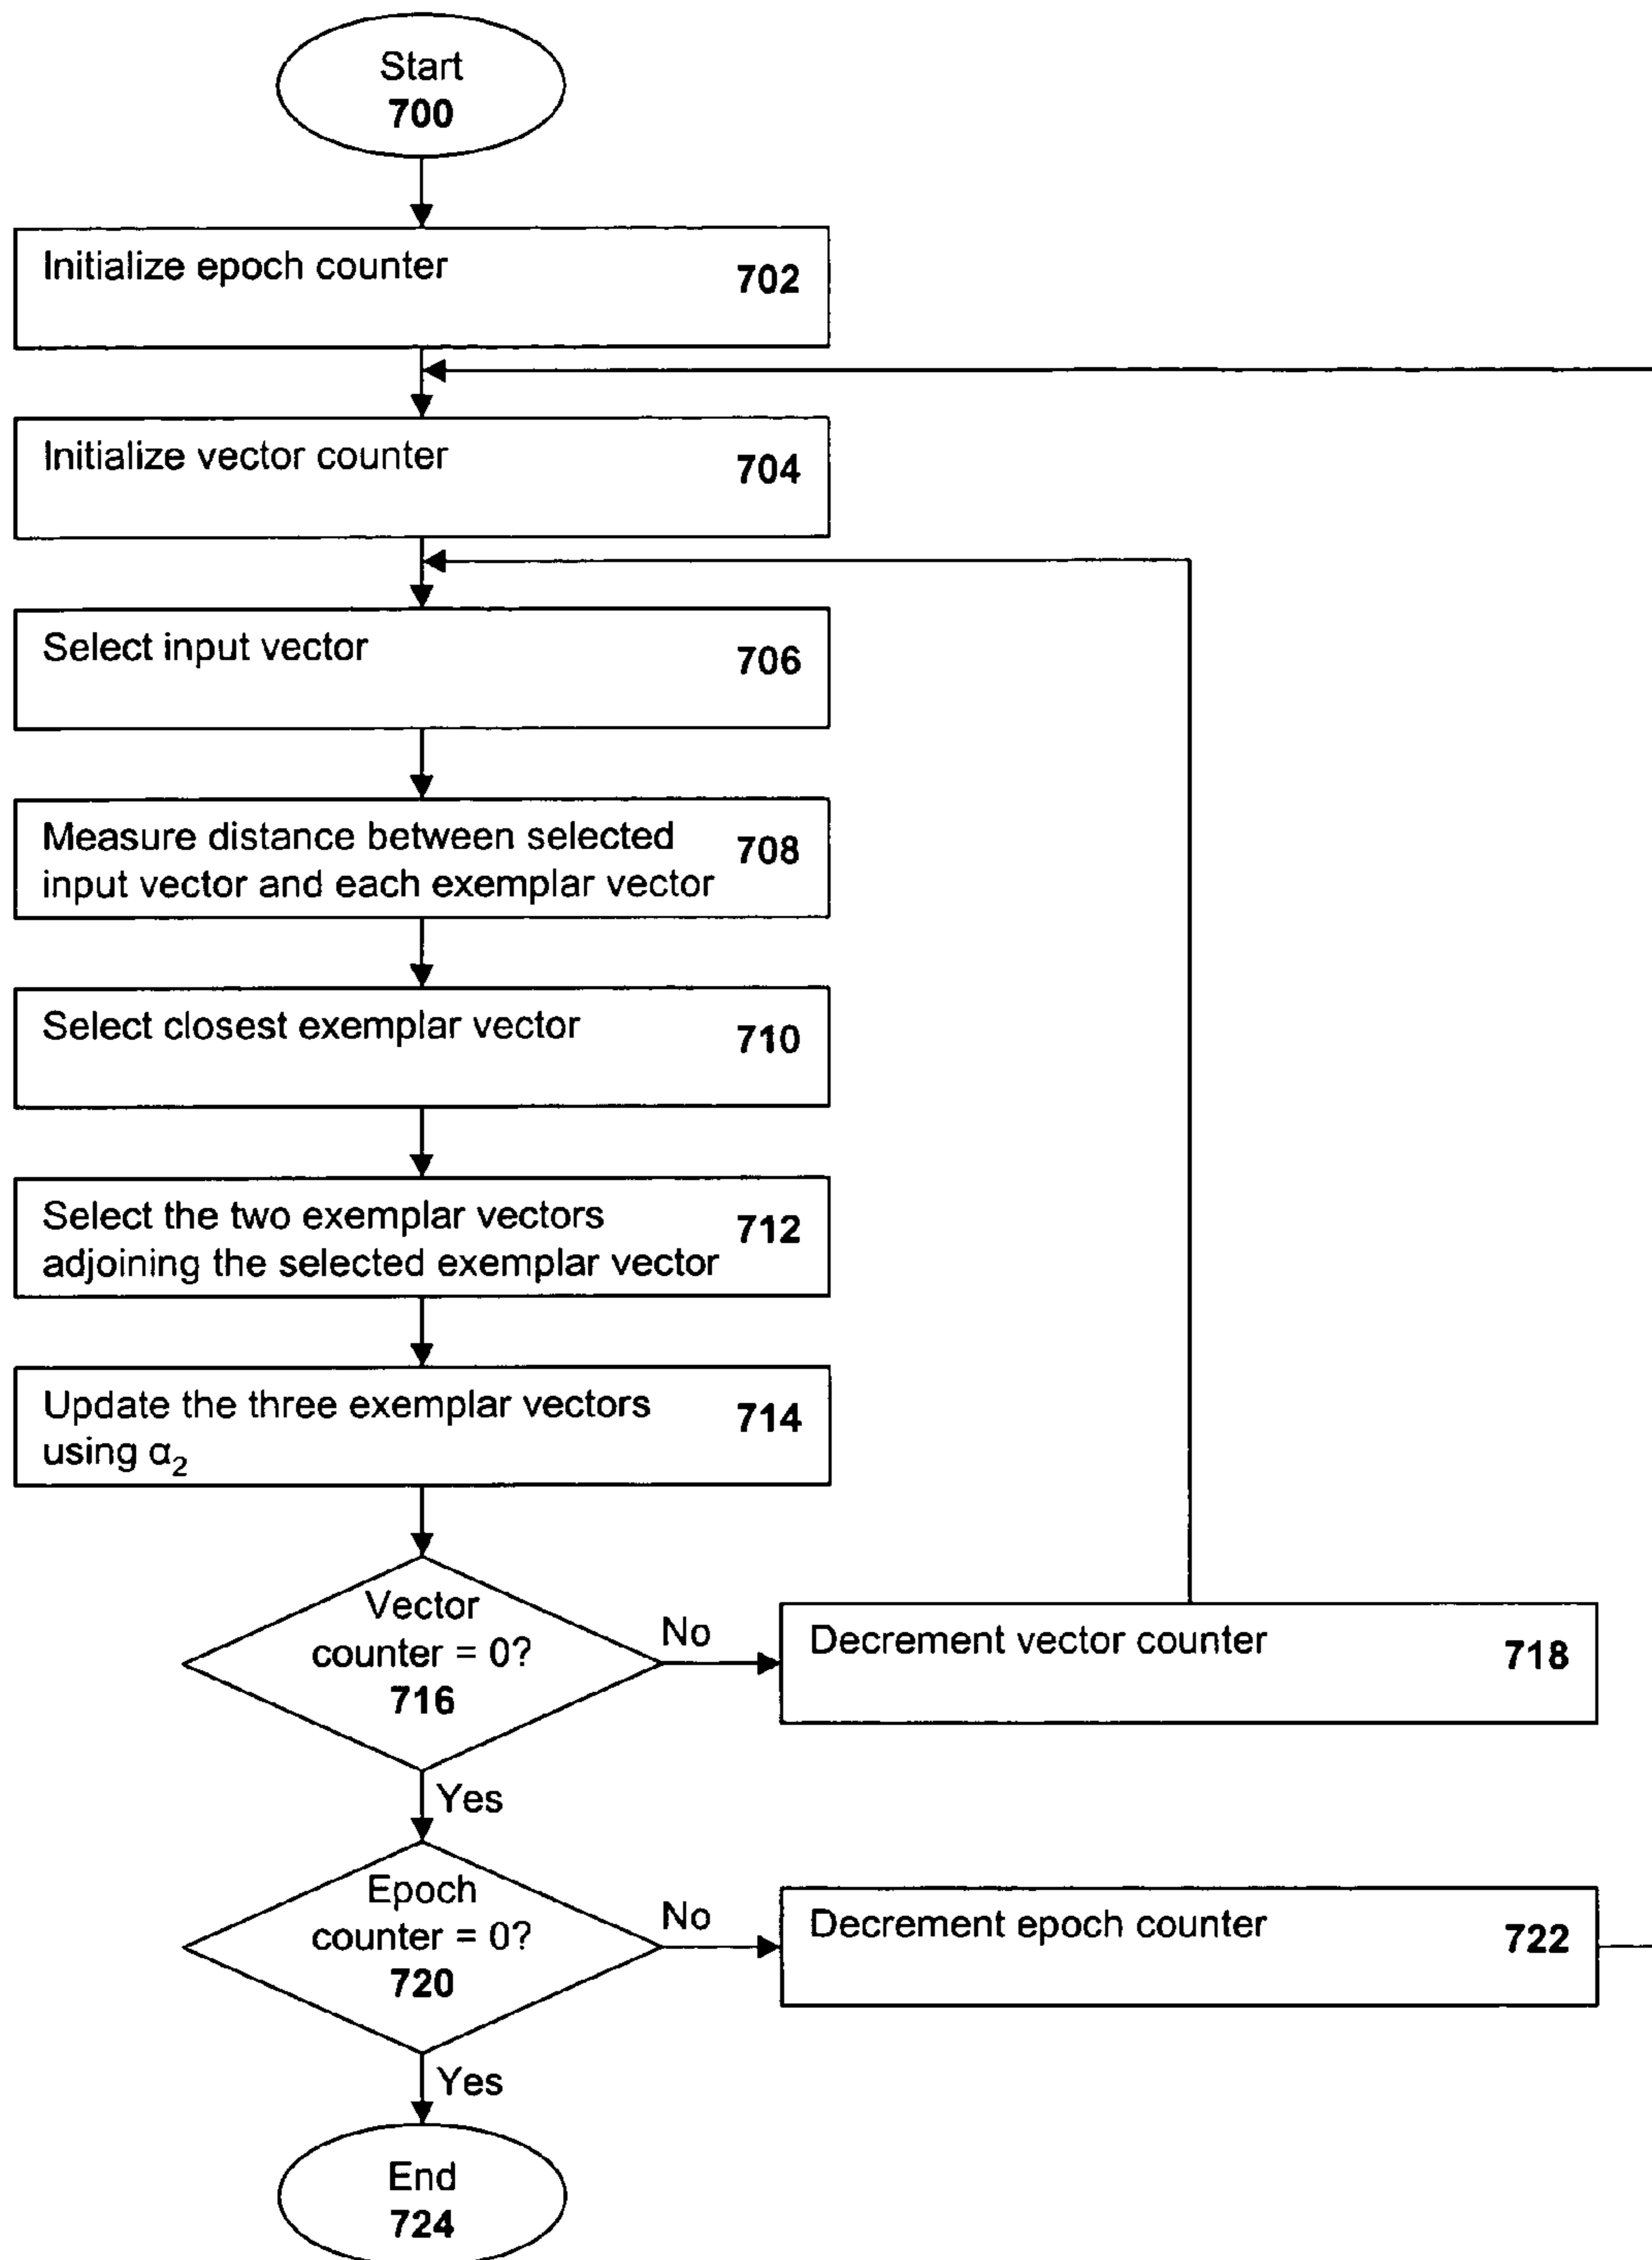 Start
700
Initialize epoch counter 702
Initialize vector counter 704
Select input vector 706
Measure distance between selected 708
input vector and each exemplar vector
Select closest exemplar vector 710
Select the two exemplar vectors 712
adjoining the selected exemplar vector
Update the three exemplar vectors 714
using α₂
Vector
counter = 0?
716
No
Decrement vector counter 718
Yes
Epoch
counter = 0?
720
No
Decrement epoch counter 722
Yes
End
724